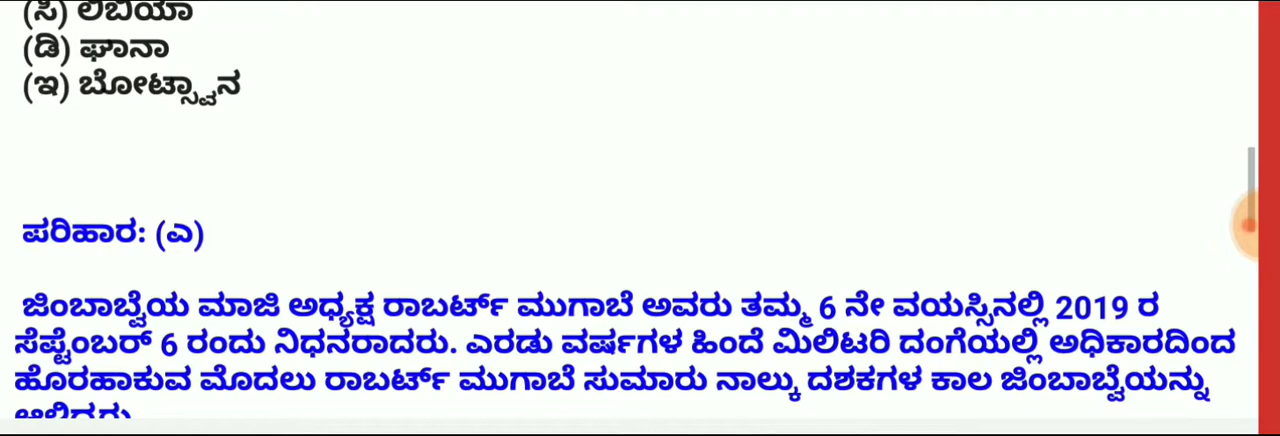 (ಸಿ) ಲಿಬಿಯಾ
(ಡಿ) ಘಾನಾ
(ಇ) ಬೋಟ್ಸ್ವಾನ
ಪರಿಹಾರ: (ಎ)
ಜಿಂಬಾಬ್ವೆಯ ಮಾಜಿ ಅಧ್ಯಕ್ಷ ರಾಬರ್ಟ್ ಮುಗಾಬೆ ಅವರು ತಮ್ಮ 6 ನೇ ವಯಸ್ಸಿನಲ್ಲಿ 2019 ರ
ಸೆಪ್ಟೆಂಬರ್ 6 ರಂದು ನಿಧನರಾದರು. ಎರಡು ವರ್ಷಗಳ ಹಿಂದೆ ಮಿಲಿಟರಿ ದಂಗೆಯಲ್ಲಿ ಅಧಿಕಾರದಿಂದ
ಹೊರಹಾಕುವ ಮೊದಲು ರಾಬರ್ಟ್ ಮುಗಾಬೆ ಸುಮಾರು ನಾಲ್ಕು ದಶಕಗಳ ಕಾಲ ಜಿಂಬಾಬ್ವೆಯನ್ನು